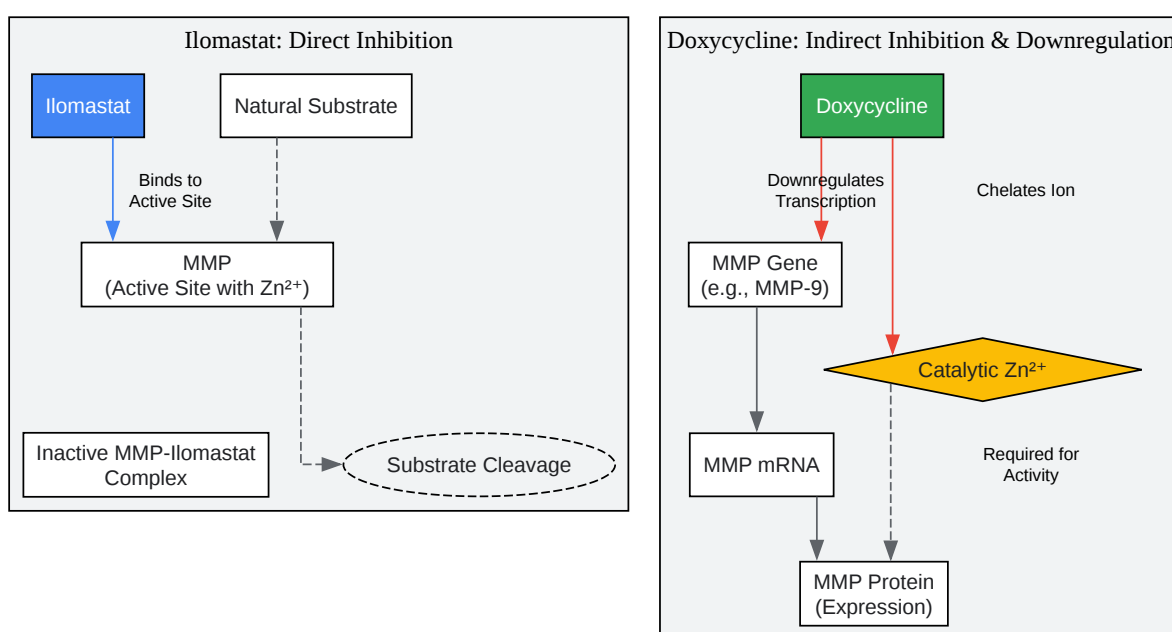 Ilomastat: Direct Inhibition
Ilomastat
Natural Substrate
Binds to
Active Site
MMP
(Active Site with Zn²⁺)
Inactive MMP-Ilomastat
Complex
Substrate Cleavage
Doxycycline: Indirect Inhibition & Downregulation
Doxycycline
Downregulates
Transcription
Chelates Ion
MMP Gene
(e.g., MMP-9)
Catalytic Zn²⁺
MMP mRNA
Required for
Activity
MMP Protein
(Expression)